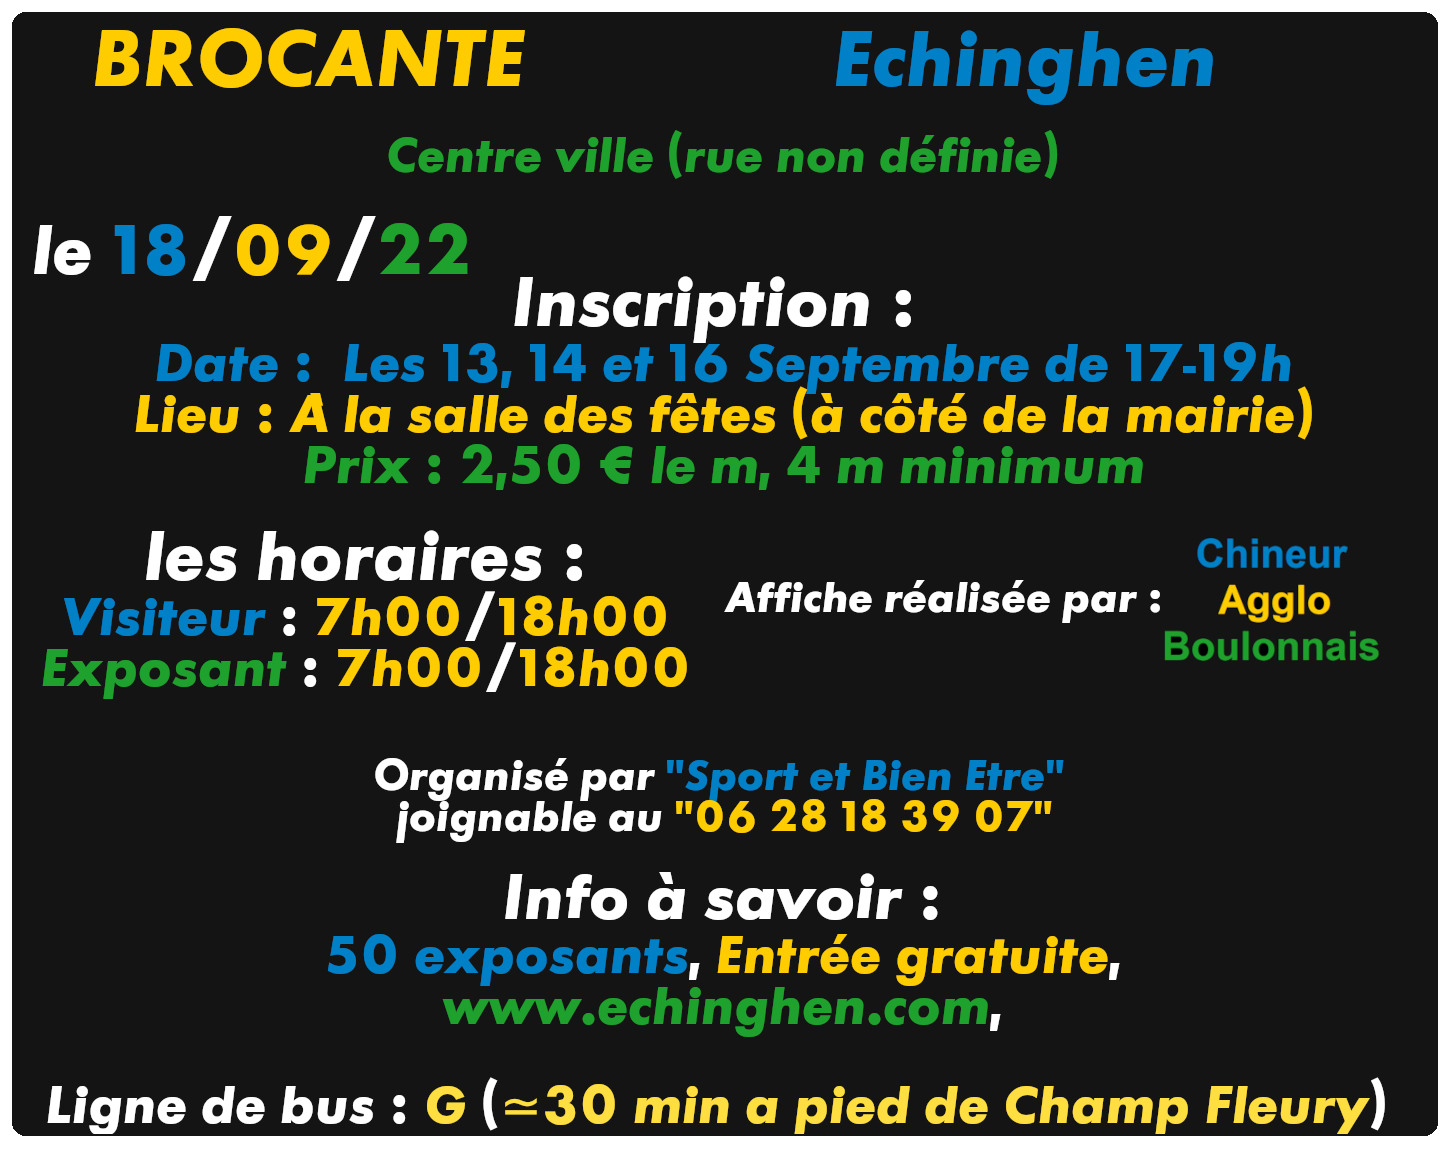 BROCANTE Echinghen
Centre ville (rue non définie)
le 18/09/22
Inscription :
Date : Les 13, 14 et 16 Septembre de 17-19h
Lieu : A la salle des fêtes (à côté de la mairie)
Prix : 2,50 € le m, 4 m minimum
les horaires :
Visiteur : 7h00/18h00
Exposant : 7h00/18h00
Affiche réalisée par :
Chineur
Agglo
Boulonnais
Organisé par "Sport et Bien Etre"
joignable au "06 28 18 39 07"
Info à savoir :
50 exposants, Entrée gratuite,
www.echinghen.com,
Ligne de bus : G (≃30 min a pied de Champ Fleury)